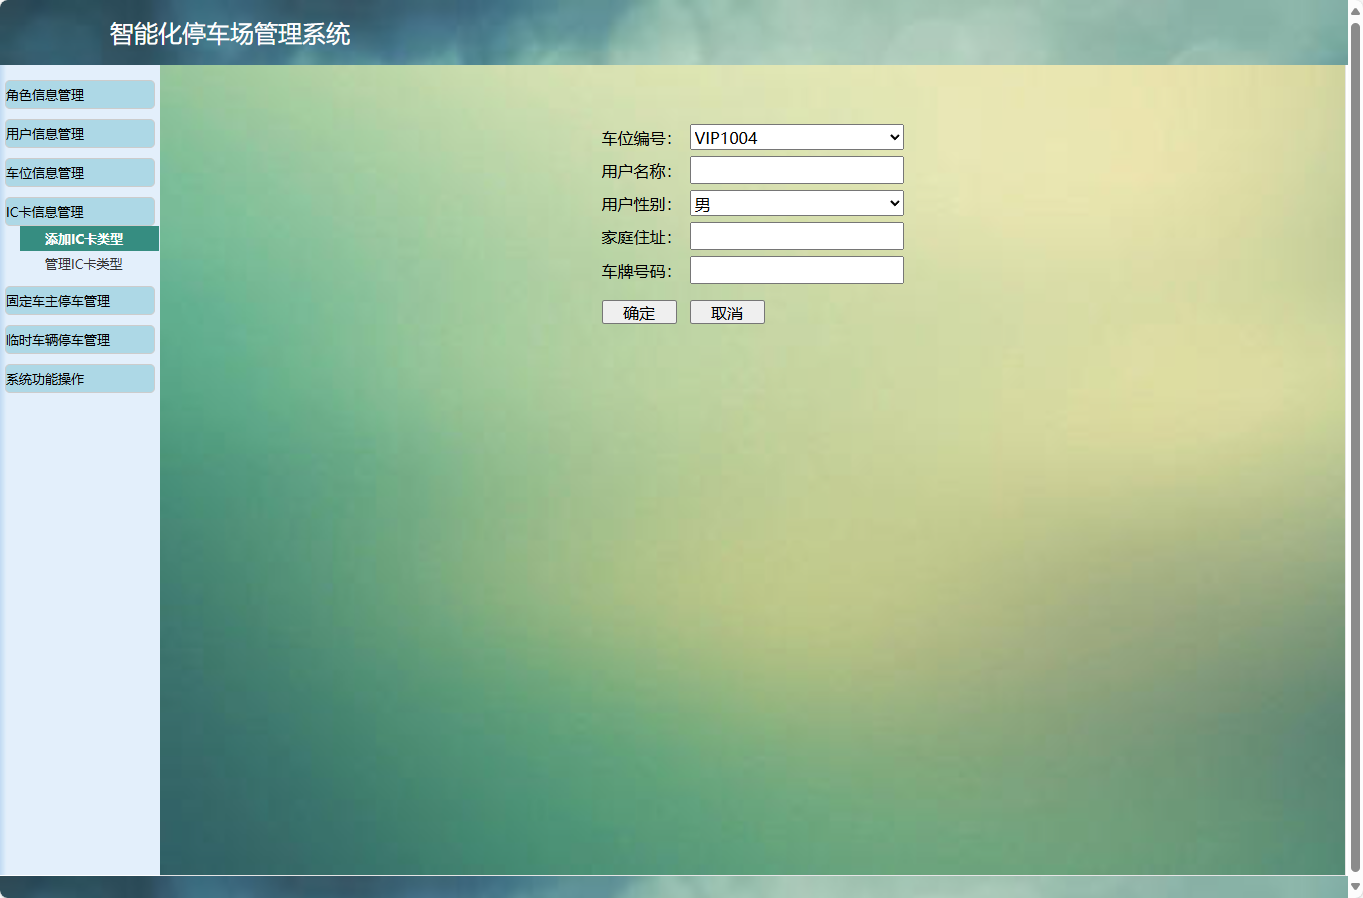 智能化停车场管理系统
角色信息管理
用户信息管理
车位信息管理
IC卡信息管理
添加IC卡类型
管理IC卡类型
固定车主停车管理
临时车辆停车管理
系统功能操作
车位编号： VIP1004
用户名称：
用户性别： 男
家庭住址：
车牌号码：
确定 取消